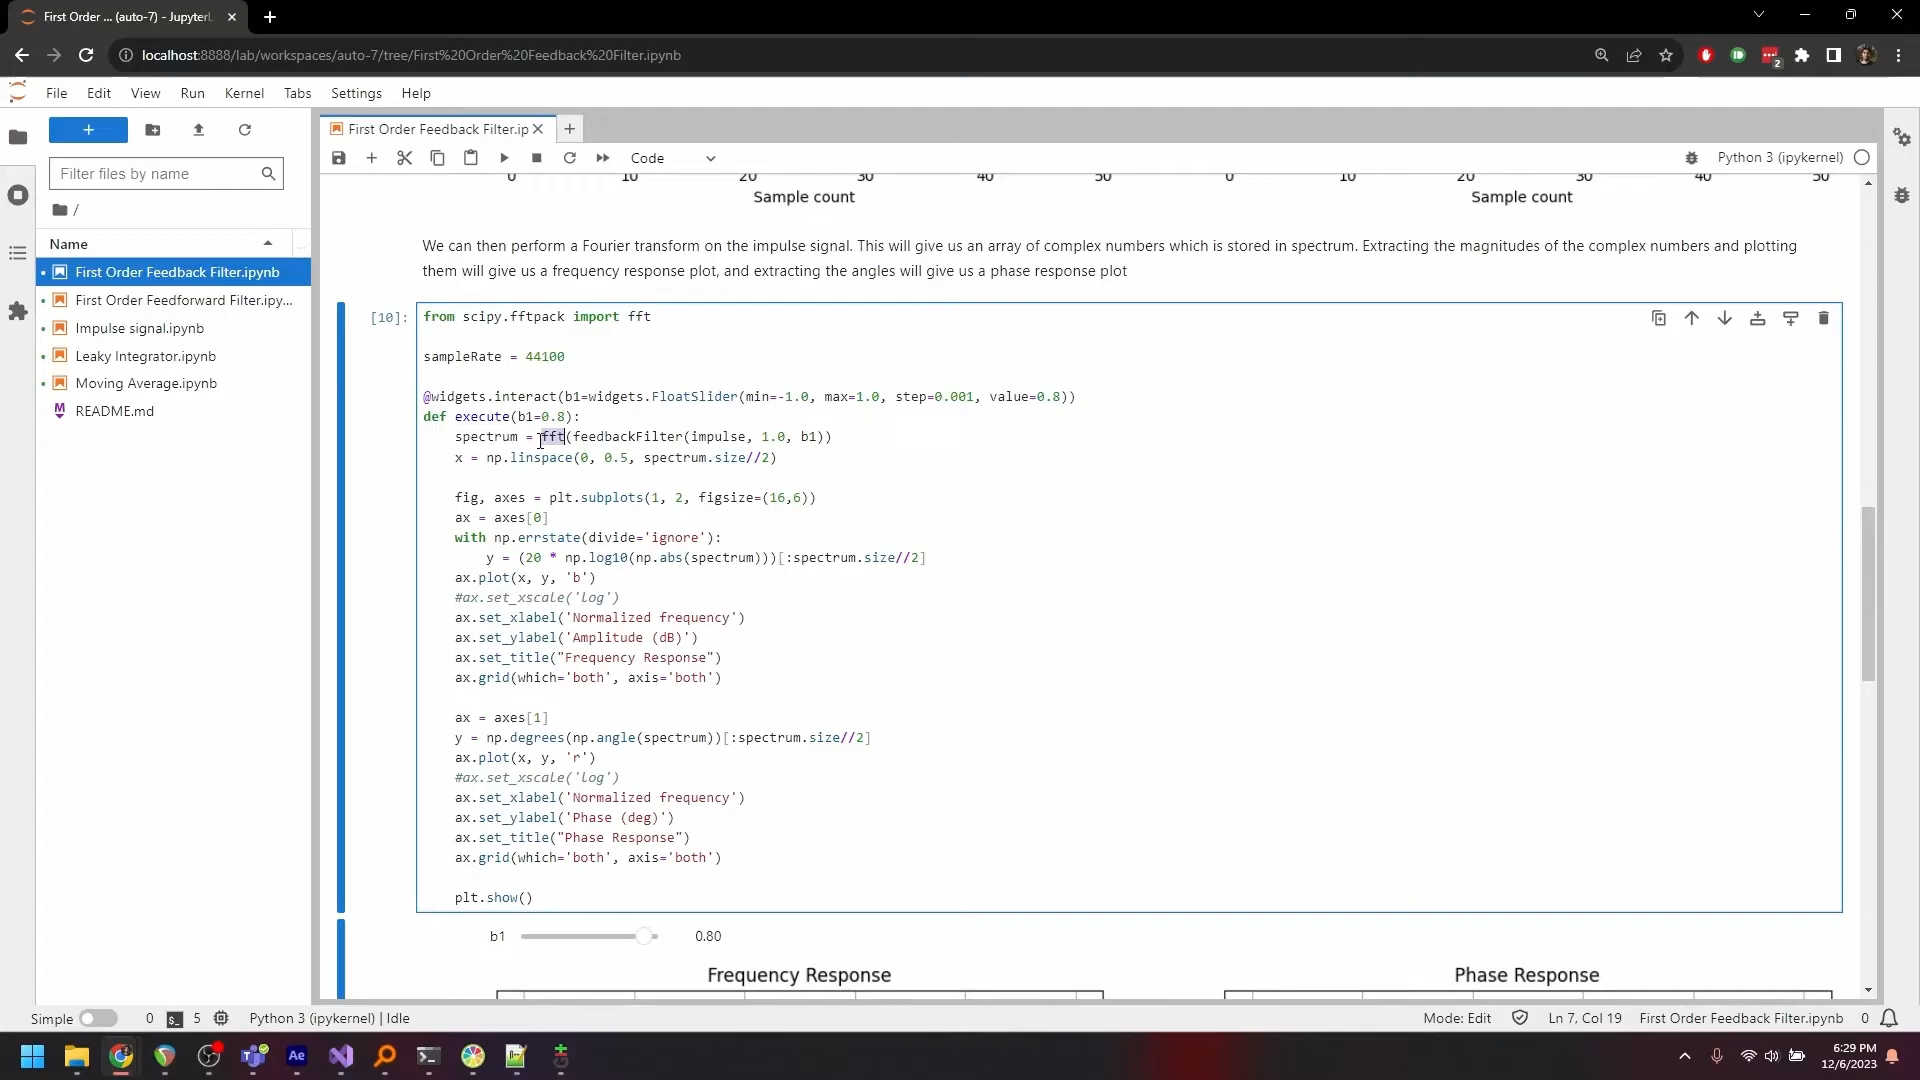 First Order ... (auto-7) - JupyterL
localhost:8888/lab/workspaces/auto-7/tree/First%20Order%20Feedback%20Filter.ipynb
2
File Edit View Run Kernel Tabs Settings Help
First Order Feedback Filter.ip
Code
Python 3 (ipykernel)
Filter files by name
/
Name
First Order Feedback Filter.ipynb
First Order Feedforward Filter.ipy...
Impulse signal.ipynb
Leaky Integrator.ipynb
Moving Average.ipynb
README.md
0 10 20 30 40 50 0 10 20 30 40 50
Sample count Sample count
We can then perform a Fourier transform on the impulse signal. This will give us an array of complex numbers which is stored in spectrum. Extracting the magnitudes of the complex numbers and plotting
them will give us a frequency response plot, and extracting the angles will give us a phase response plot
[10]:
from scipy.fftpack import fft
sampleRate = 44100
@widgets.interact(b1=widgets.FloatSlider(min=-1.0, max=1.0, step=0.001, value=0.8))
def execute(b1=0.8):
    spectrum = fft(feedbackFilter(impulse, 1.0, b1))
    x = np.linspace(0, 0.5, spectrum.size//2)
    fig, axes = plt.subplots(1, 2, figsize=(16,6))
    ax = axes[0]
    with np.errstate(divide='ignore'):
        y = (20 * np.log10(np.abs(spectrum)))[:spectrum.size//2]
    ax.plot(x, y, 'b')
    #ax.set_xscale('log')
    ax.set_xlabel('Normalized frequency')
    ax.set_ylabel('Amplitude (dB)')
    ax.set_title("Frequency Response")
    ax.grid(which='both', axis='both')
    ax = axes[1]
    y = np.degrees(np.angle(spectrum))[:spectrum.size//2]
    ax.plot(x, y, 'r')
    #ax.set_xscale('log')
    ax.set_xlabel('Normalized frequency')
    ax.set_ylabel('Phase (deg)')
    ax.set_title("Phase Response")
    ax.grid(which='both', axis='both')
    plt.show()
b1 0.80
Frequency Response Phase Response
Simple 0 5 Python 3 (ipykernel) | Idle Mode: Edit Ln 7, Col 19 First Order Feedback Filter.ipynb 0
Ae
6:29 PM
12/6/2023